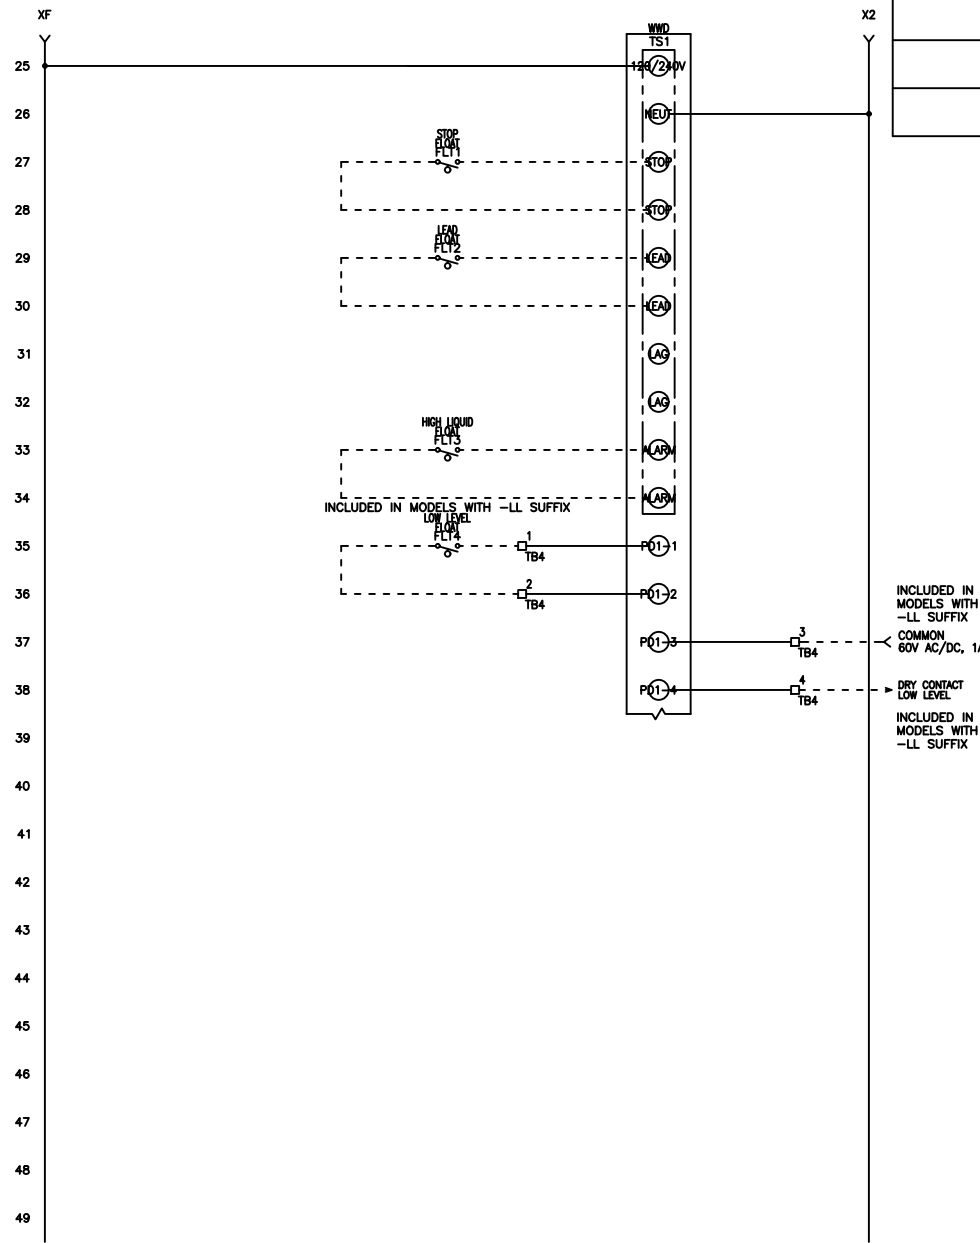 XF
X2
WWD
TS1
25
120/240V
26
NEUT
STOP
FLOAT
FLT1
27
STOP
28
STOP
LEAD
FLOAT
FLT2
29
LEAD
30
LEAD
31
LAG
32
LAG
HIGH LIQUID
FLOAT
FLT3
33
ALARM
34
ALARM
INCLUDED IN MODELS WITH -LL SUFFIX
LOW LEVEL
FLOAT
FLT4
35
1
TB4
PD1-1
36
2
TB4
PD1-2
INCLUDED IN
MODELS WITH
-LL SUFFIX
37
PD1-3
3
TB4
COMMON
60V AC/DC,
38
PD1-4
4
TB4
DRY CONTACT
LOW LEVEL
INCLUDED IN
MODELS WITH
-LL SUFFIX
39
40
41
42
43
44
45
46
47
48
49